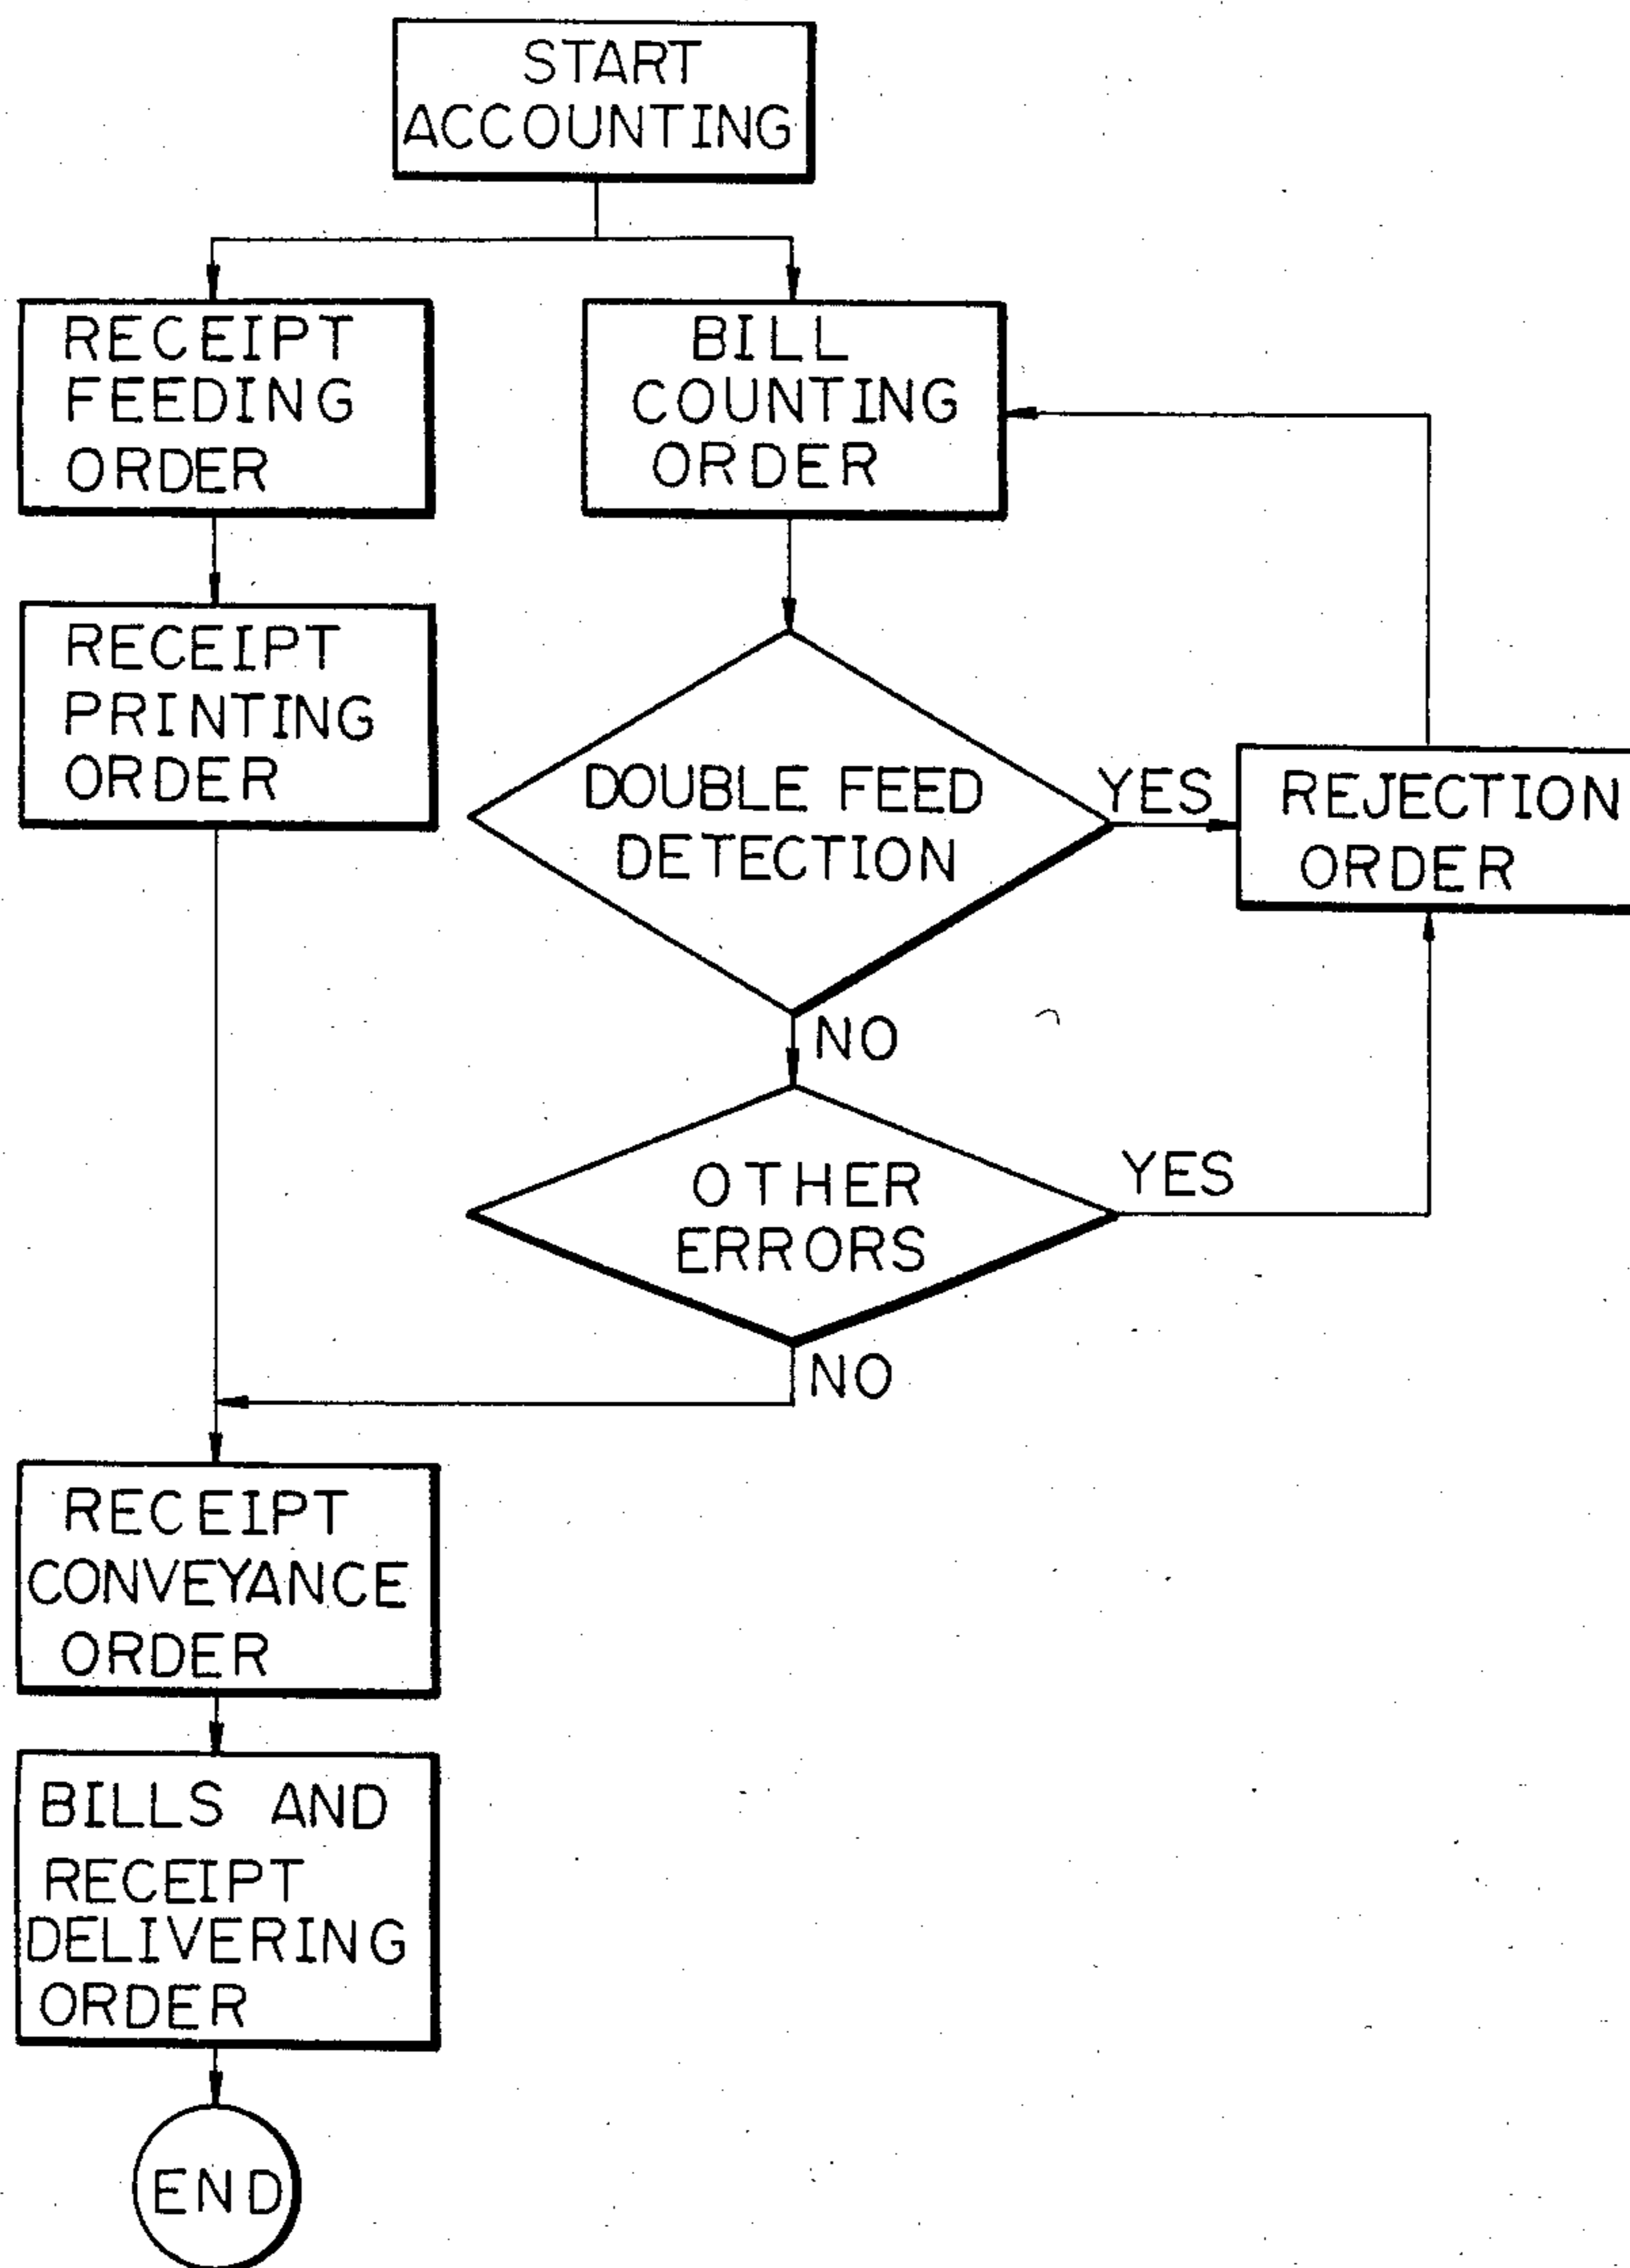 START
ACCOUNTING
RECEIPT
FEEDING
ORDER
BILL
COUNTING
ORDER
RECEIPT
PRINTING
ORDER
DOUBLE FEED
DETECTION
YES
REJECTION
ORDER
NO
OTHER
ERRORS
YES
NO
RECEIPT
CONVEYANCE
ORDER
BILLS AND
RECEIPT
DELIVERING
ORDER
END